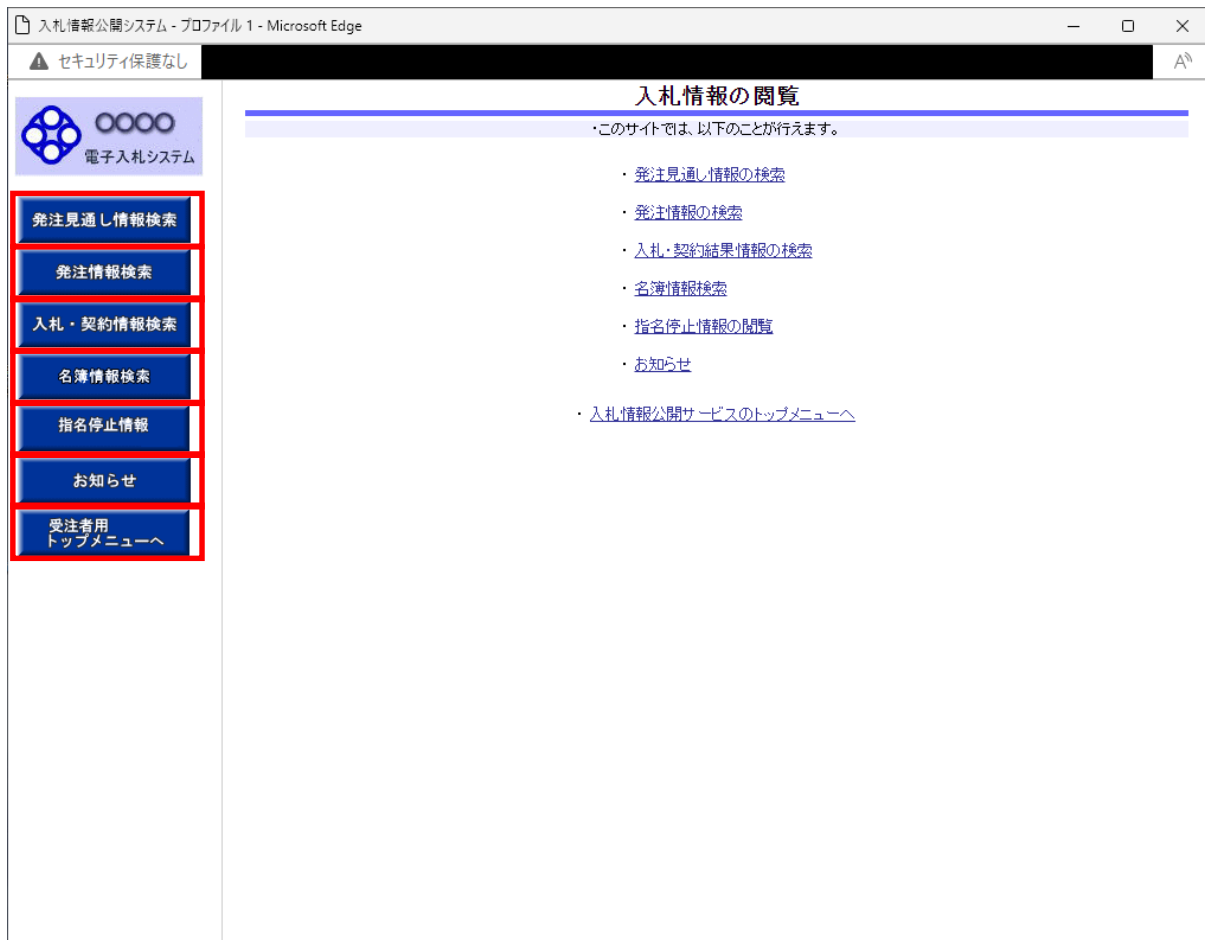 入札情報公開システム - プロファイル 1 - Microsoft Edge
セキュリティ保護なし
〇〇〇〇
電子入札システム
発注見通し情報検索
発注情報検索
入札・契約情報検索
名簿情報検索
指名停止情報
お知らせ
受注者用
トップメニューへ
入札情報の閲覧
・このサイトでは、以下のことが行えます。
・ 発注見通し情報の検索
・ 発注情報の検索
・ 入札・契約結果情報の検索
・ 名簿情報検索
・ 指名停止情報の閲覧
・ お知らせ
・ 入札情報公開サービスのトップメニューへ